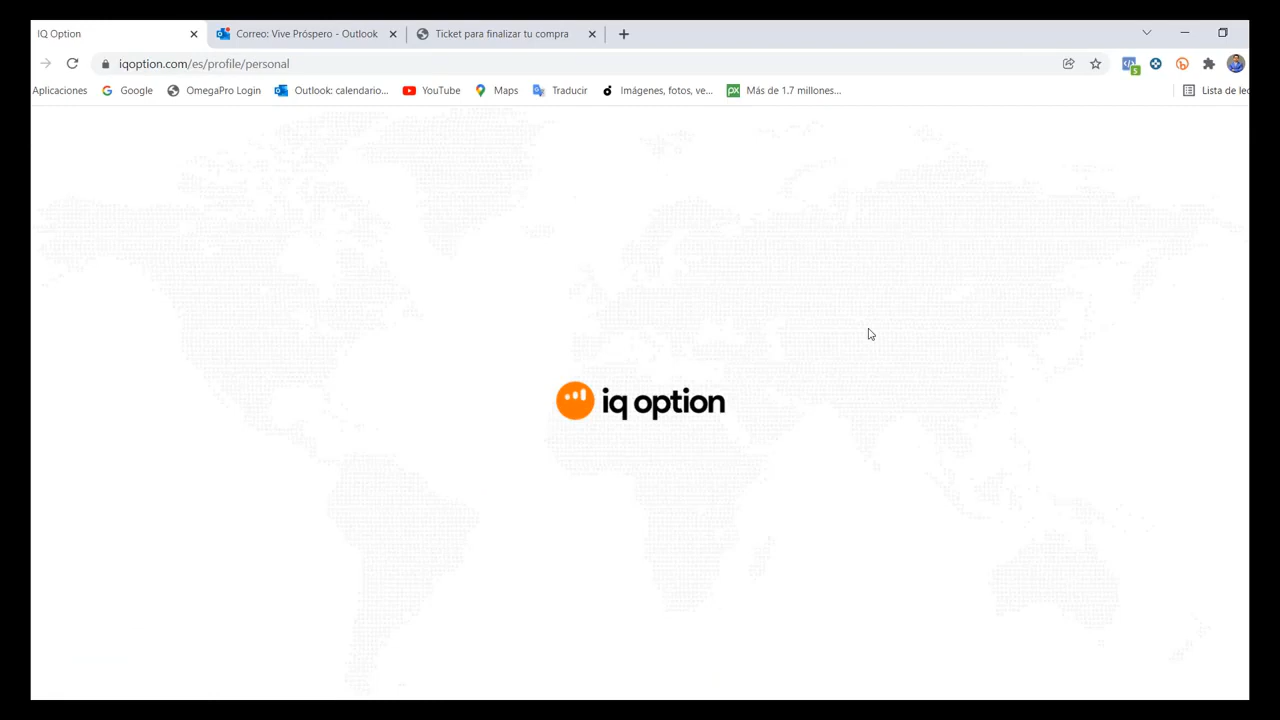 IQ Option
Correo: Vive Próspero - Outlook
Ticket para finalizar tu compra
iqoption.com/es/profile/personal
Aplicaciones
Google
OmegaPro Login
Outlook: calendario...
YouTube
Maps
Traducir
Imágenes, fotos, ve...
Más de 1.7 millones...
Lista de lec
iq option